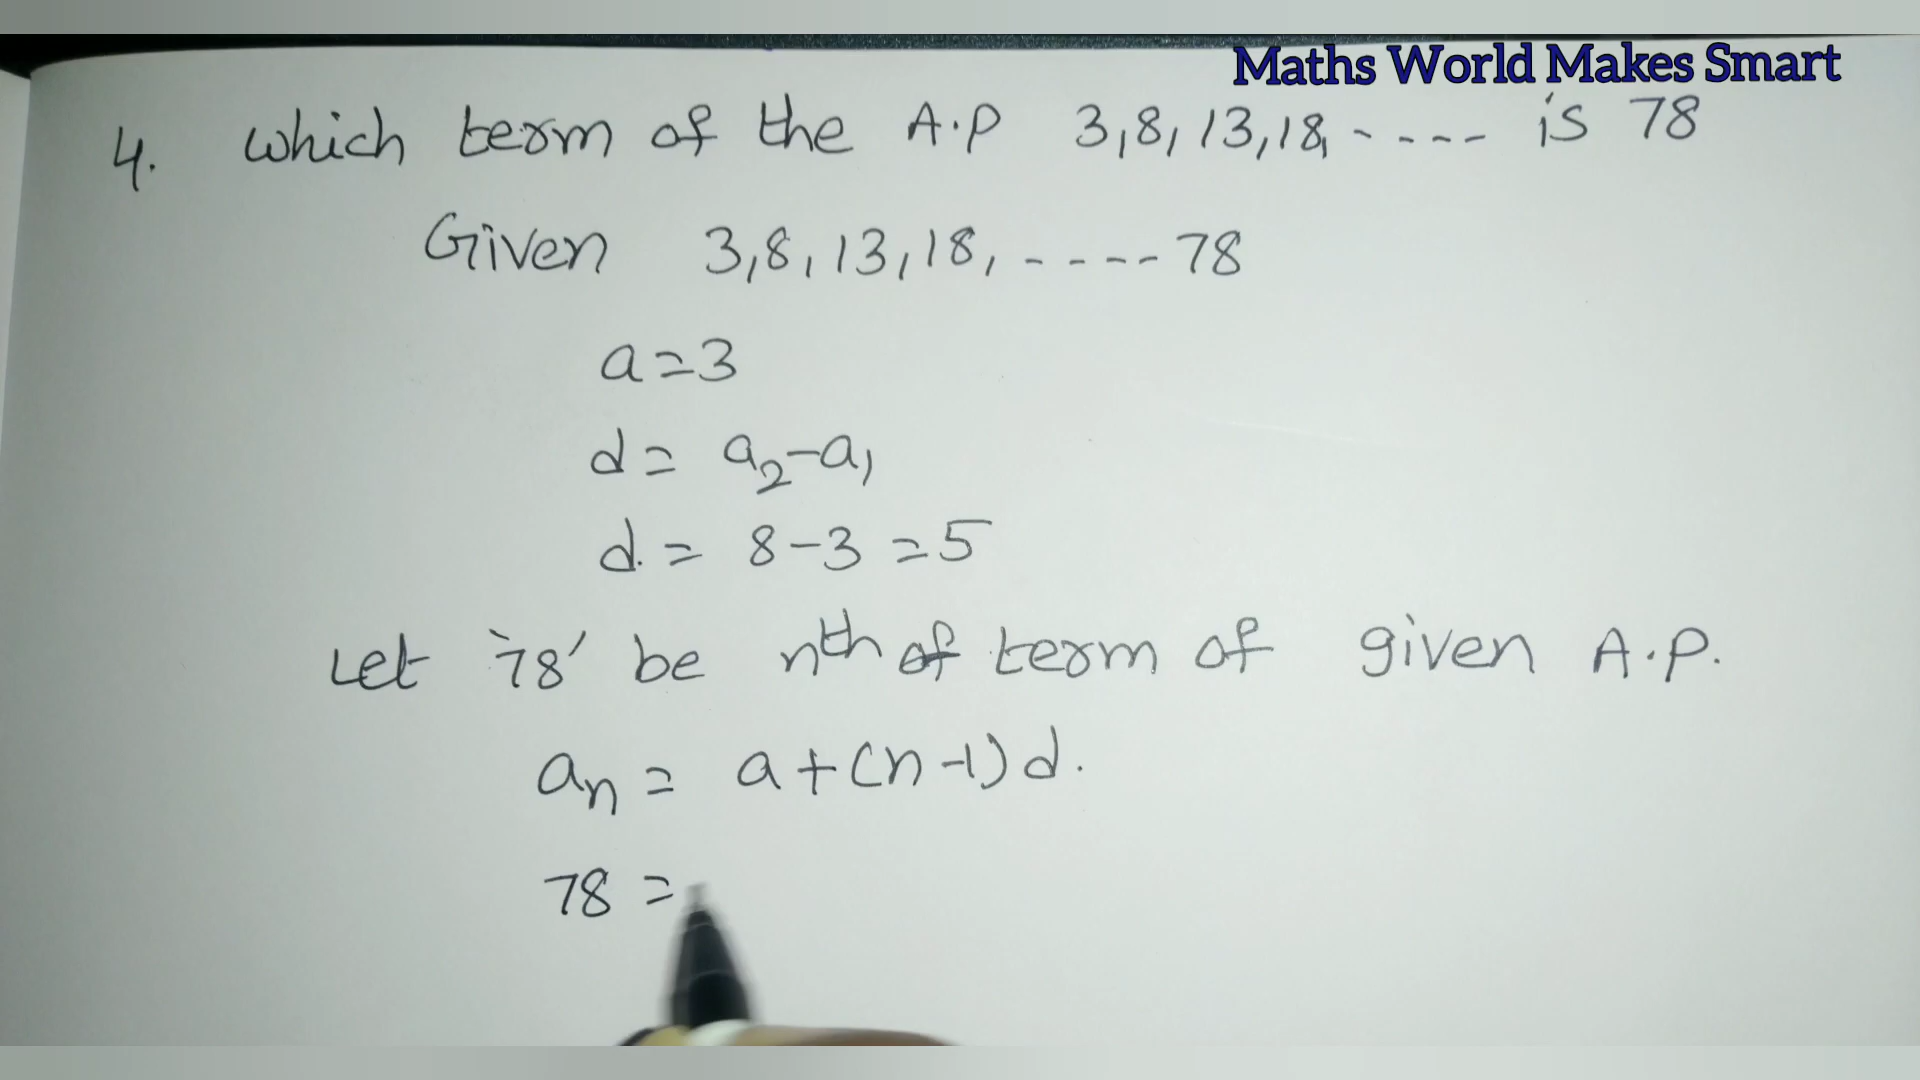 Maths World Makes Smart
4. which term of the A.P 3,8,13,18, ----- is 78
Given 3,8,13,18, ----- 78
a=3
d= a₂-a₁
d.= 8-3 =5
Let '78' be nth of term of given A.P.
aₙ= a+(n-1)d.
78 =